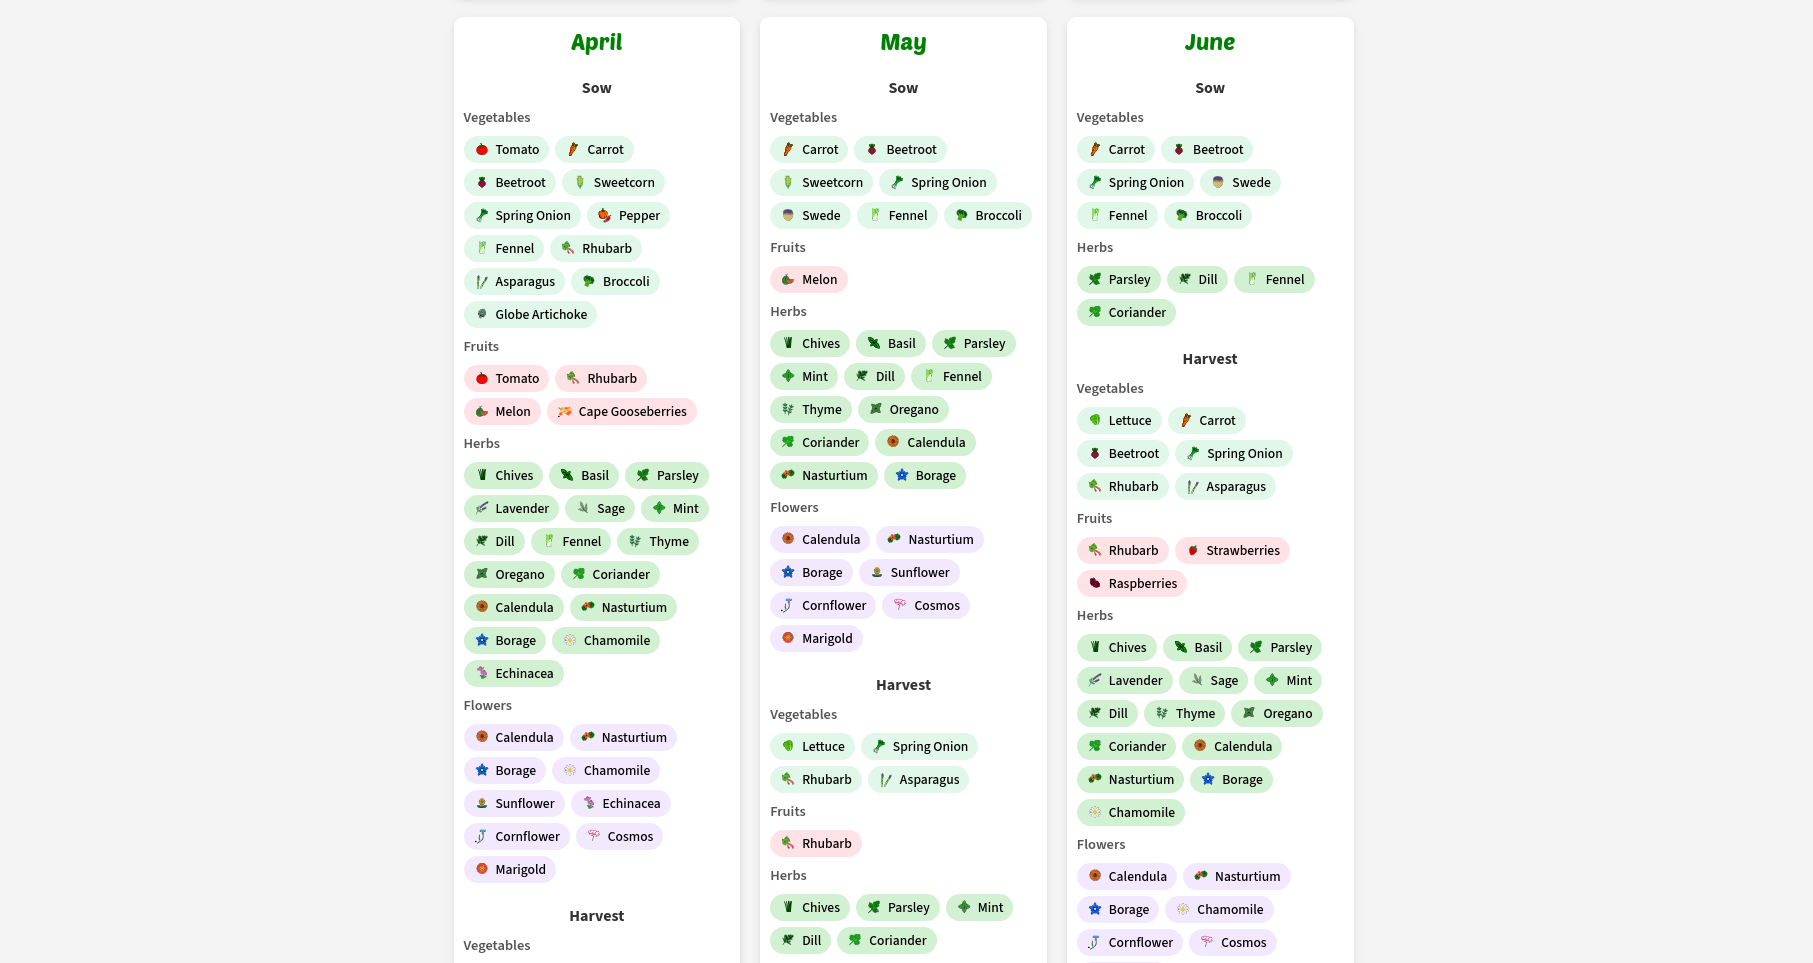 April
Sow
Vegetables
Tomato Carrot
Beetroot Sweetcorn
Spring Onion Pepper
Fennel Rhubarb
Asparagus Broccoli
Globe Artichoke
Fruits
Tomato Rhubarb
Melon Cape Gooseberries
Herbs
Chives Basil Parsley
Lavender Sage Mint
Dill Fennel Thyme
Oregano Coriander
Calendula Nasturtium
Borage Chamomile
Echinacea
Flowers
Calendula Nasturtium
Borage Chamomile
Sunflower Echinacea
Cornflower Cosmos
Marigold
Harvest
Vegetables
May
Sow
Vegetables
Carrot Beetroot
Sweetcorn Spring Onion
Swede Fennel Broccoli
Fruits
Melon
Herbs
Chives Basil Parsley
Mint Dill Fennel
Thyme Oregano
Coriander Calendula
Nasturtium Borage
Flowers
Calendula Nasturtium
Borage Sunflower
Cornflower Cosmos
Marigold
Harvest
Vegetables
Lettuce Spring Onion
Rhubarb Asparagus
Fruits
Rhubarb
Herbs
Chives Parsley Mint
Dill Coriander
June
Sow
Vegetables
Carrot Beetroot
Spring Onion Swede
Fennel Broccoli
Herbs
Parsley Dill Fennel
Coriander
Harvest
Vegetables
Lettuce Carrot
Beetroot Spring Onion
Rhubarb Asparagus
Fruits
Rhubarb Strawberries
Raspberries
Herbs
Chives Basil Parsley
Lavender Sage Mint
Dill Thyme Oregano
Coriander Calendula
Nasturtium Borage
Chamomile
Flowers
Calendula Nasturtium
Borage Chamomile
Cornflower Cosmos